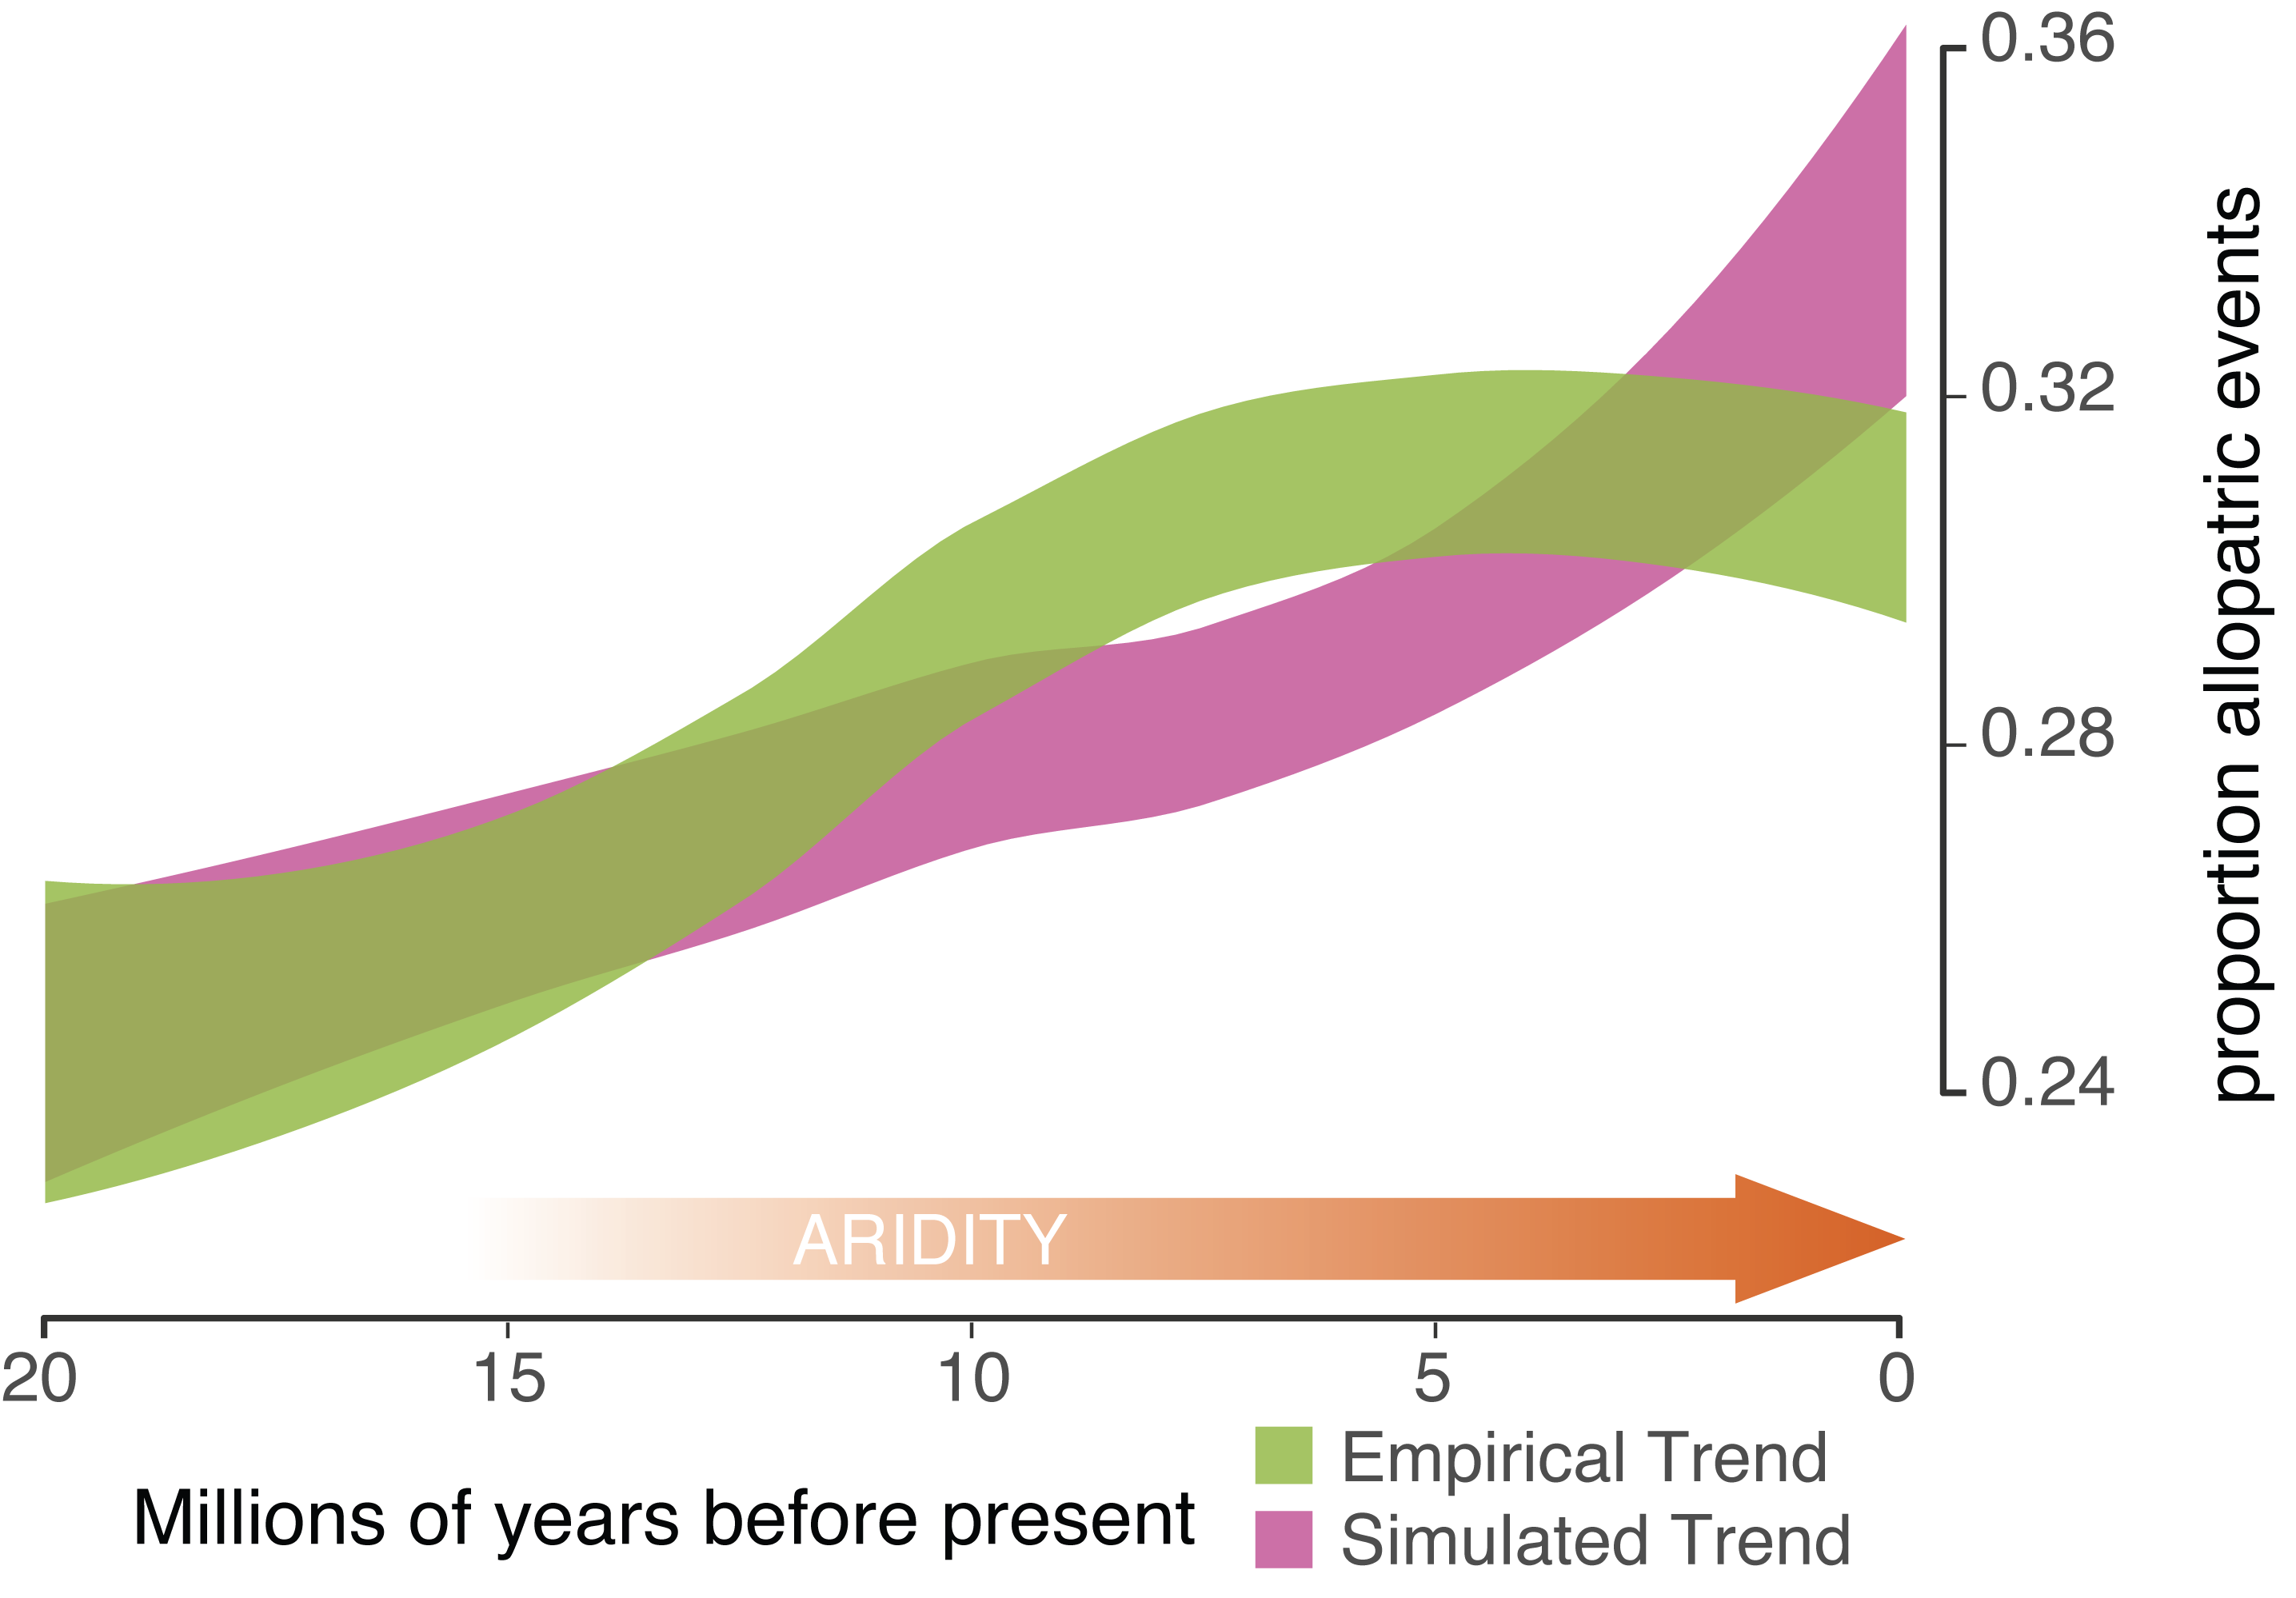 0.36
0.32
0.28
0.24
proportion allopatric events
ARIDITY
20 15 10 5 0
Millions of years before present
Empirical Trend
Simulated Trend